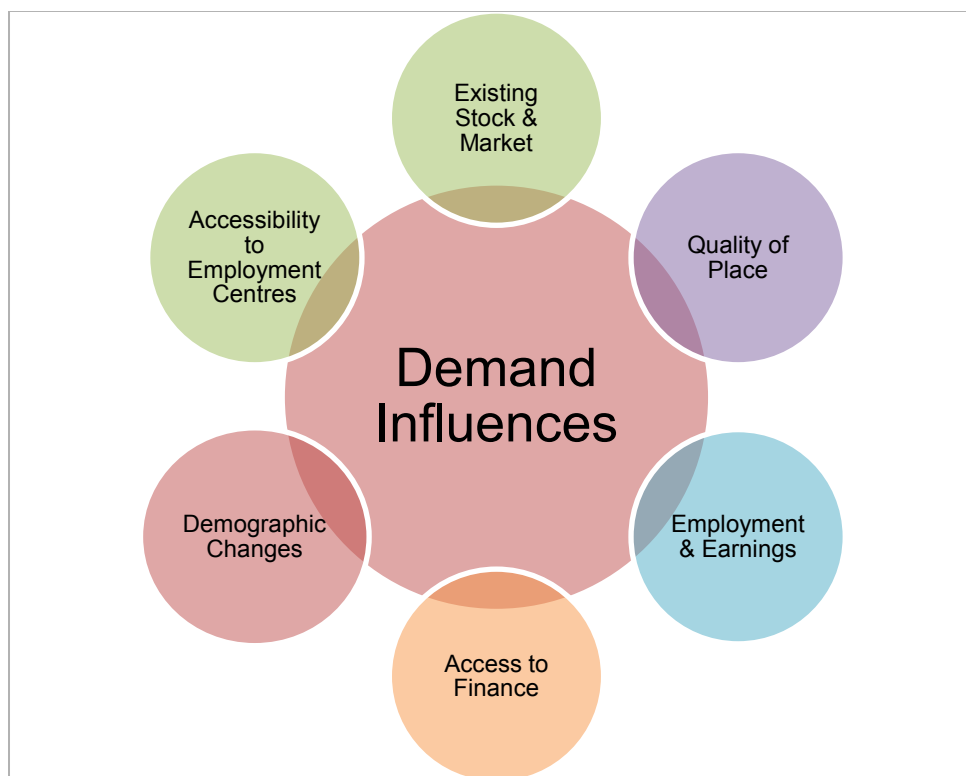 Existing
Stock &
Market
Quality of
Place
Employment
& Earnings
Access to
Finance
Demographic
Changes
Accessibility
to
Employment
Centres
Demand
Influences